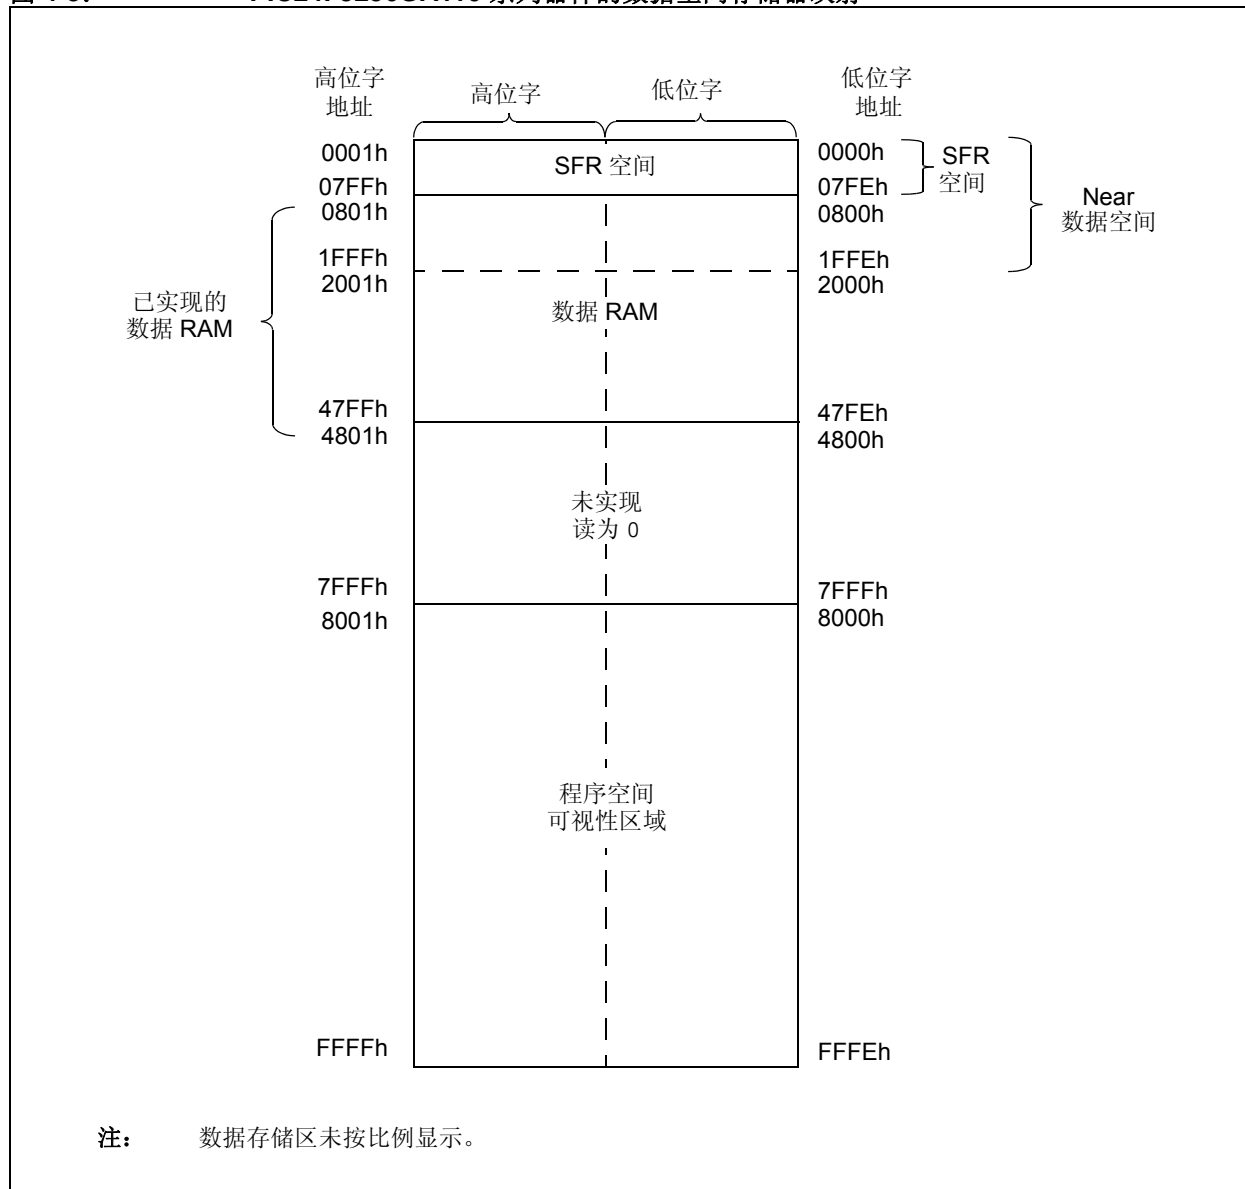 高位字
地址
高位字
低位字
低位字
地址
0001h
SFR 空间
0000h
SFR
空间
07FFh
07FEh
0801h
0800h
Near
数据空间
1FFFh
1FFEh
2001h
2000h
已实现的
数据 RAM
数据 RAM
47FFh
47FEh
4801h
4800h
未实现
读为 0
7FFFh
7FFFh
8001h
8000h
程序空间
可视性区域
FFFFh
FFFEh
注： 数据存储区未按比例显示。